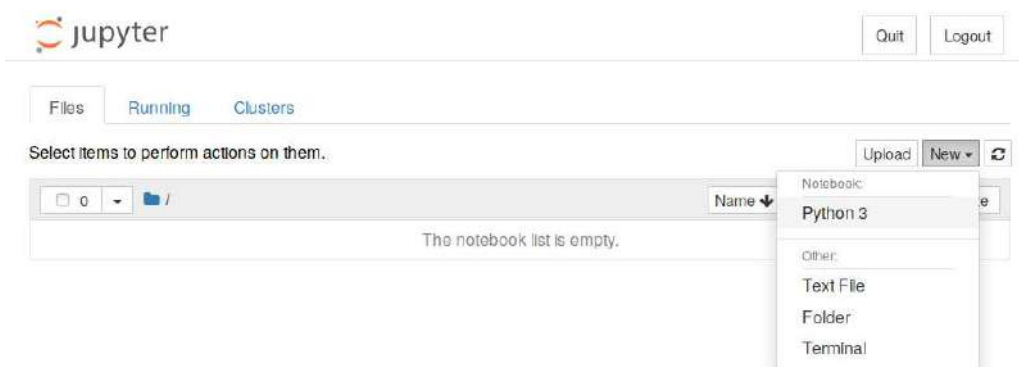 jupyter
Quit
Logout
Files
Running
Clusters
Select items to perform actions on them.
Upload
New
0
/
Name
e
Notebook:
Python 3
The notebook list is empty.
Other:
Text File
Folder
Terminal